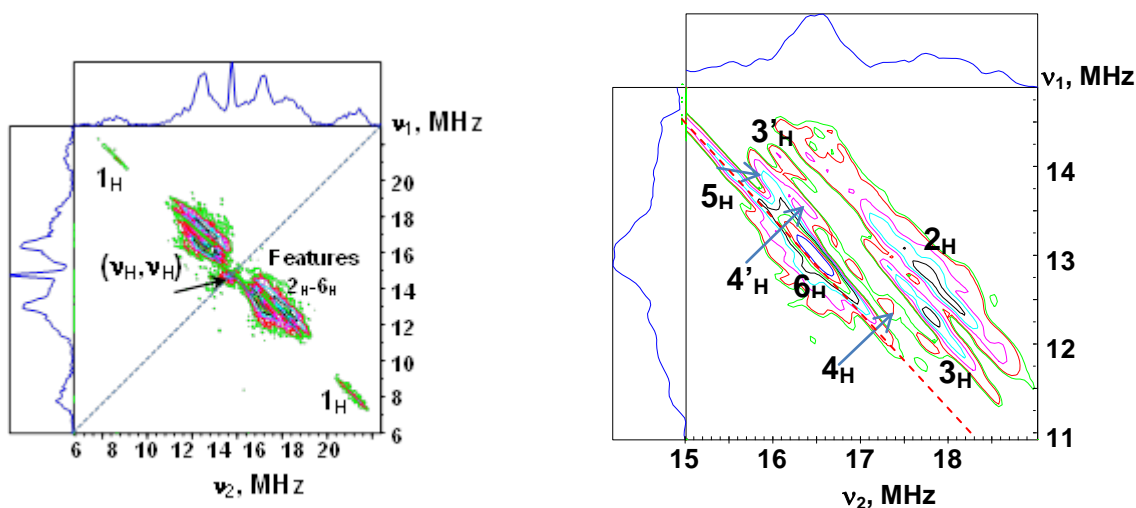 ν1, MHz
1H
20
18
16
14
12
10
8
6
(νH, νH)
Features
2H-6H
1H
6 8 10 12 14 16 18 20
ν2, MHz
ν1, MHz
3'H
14
5H
2H
13
4'H
6H
12
4H
3H
11
15 16 17 18
ν2, MHz